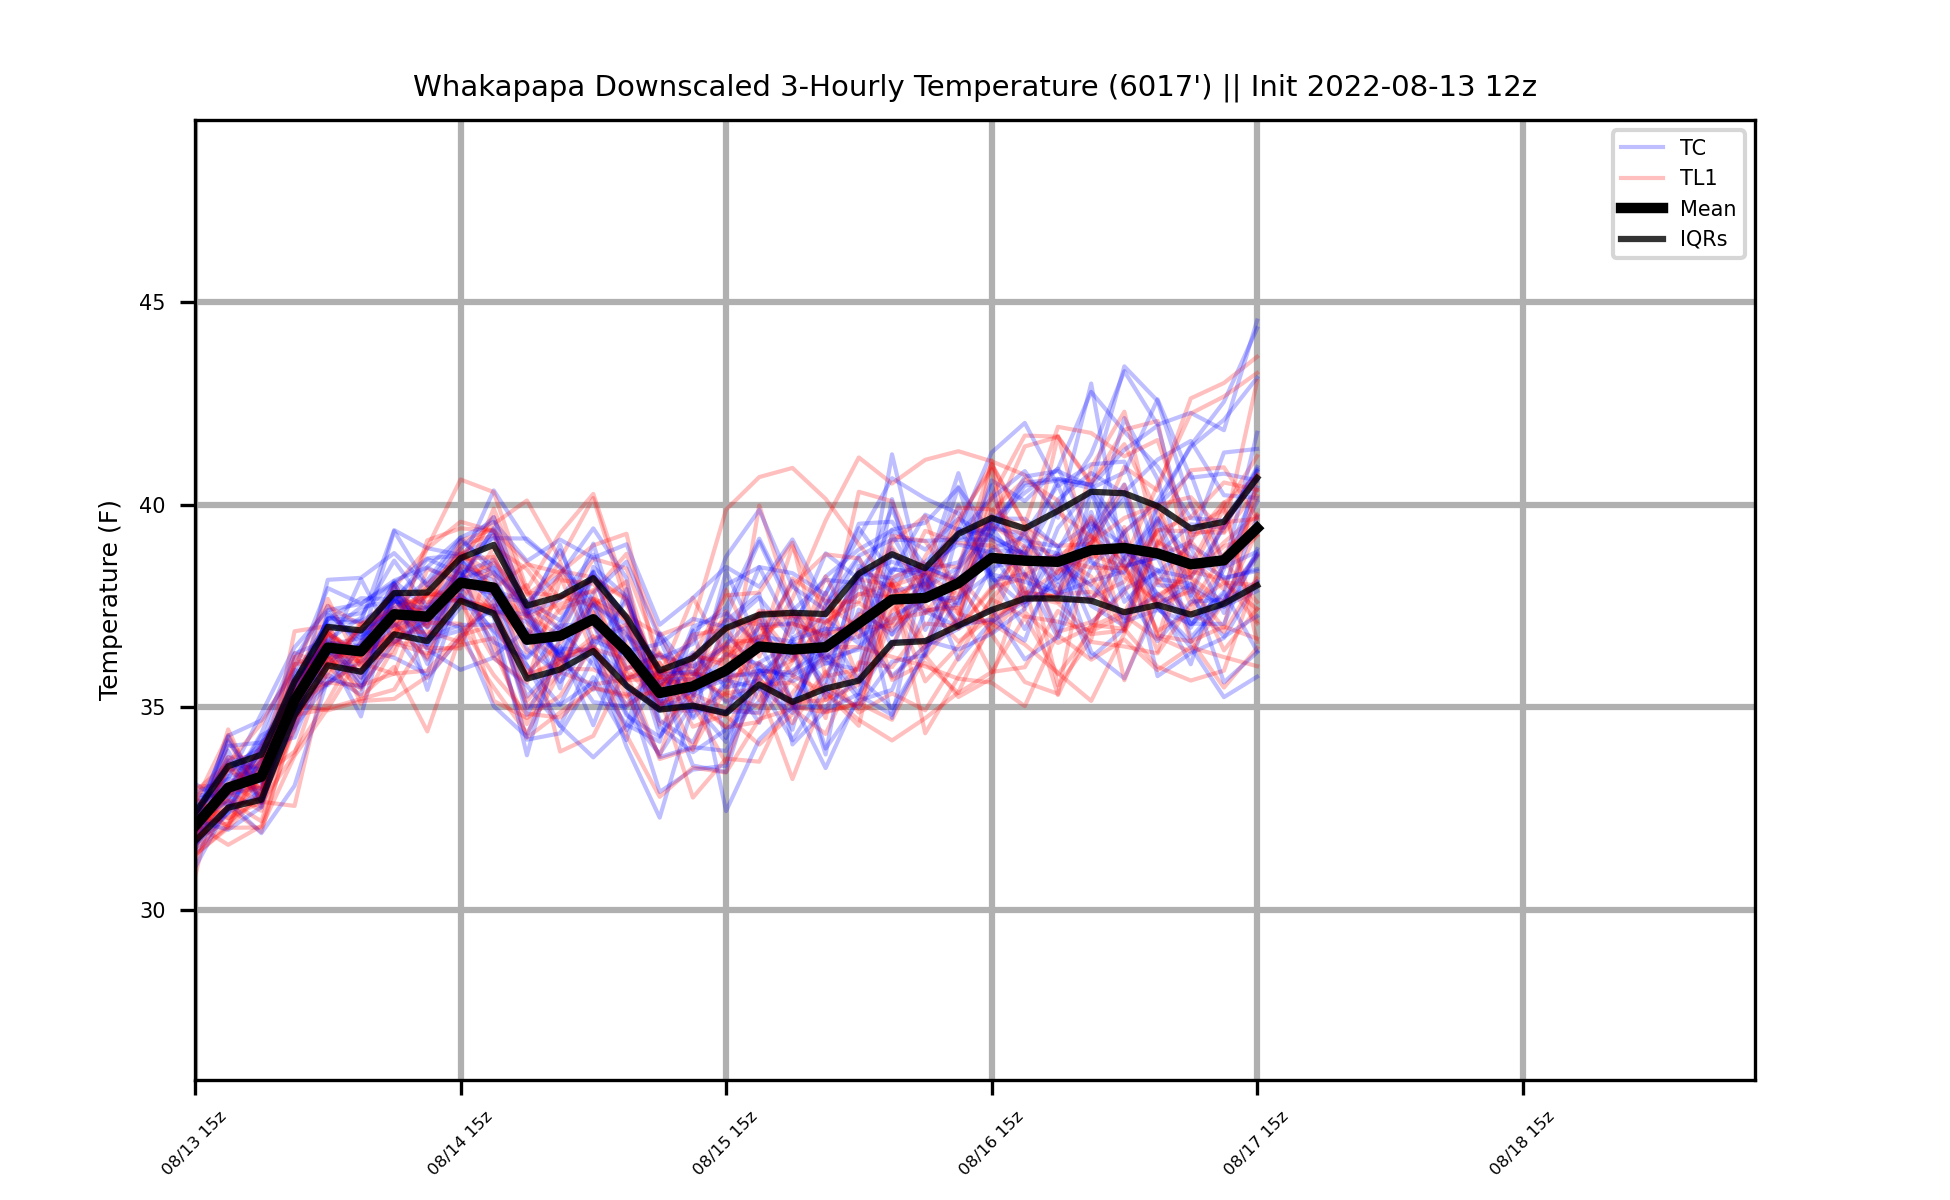 Whakapapa Downscaled 3-Hourly Temperature (6017') || Init 2022-08-13 12z
TC
TL1
Mean
IQRs
Temperature (F)
45
40
35
30
08/13 15z
08/14 15z
08/15 15z
08/16 15z
08/17 15z
08/18 15z